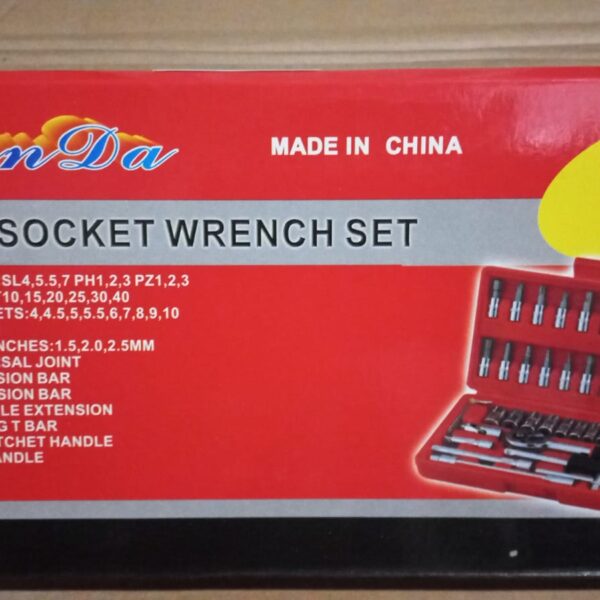 nDa
MADE IN CHINA
SOCKET WRENCH SET
SL4,5.5,7 PH1,2,3 PZ1,2,3
10,15,20,25,30,40
ETS:4,4.5,5,5.5,6,7,8,9,10
NCHES:1.5,2.0,2.5MM
SAL JOINT
SION BAR
SION BAR
LE EXTENSION
G T BAR
TCHET HANDLE
ANDLE